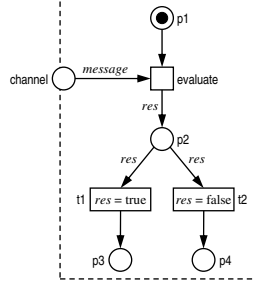 p1
channel
message
evaluate
res
p2
res
res
t1
res = true
res = false
t2
p3
p4